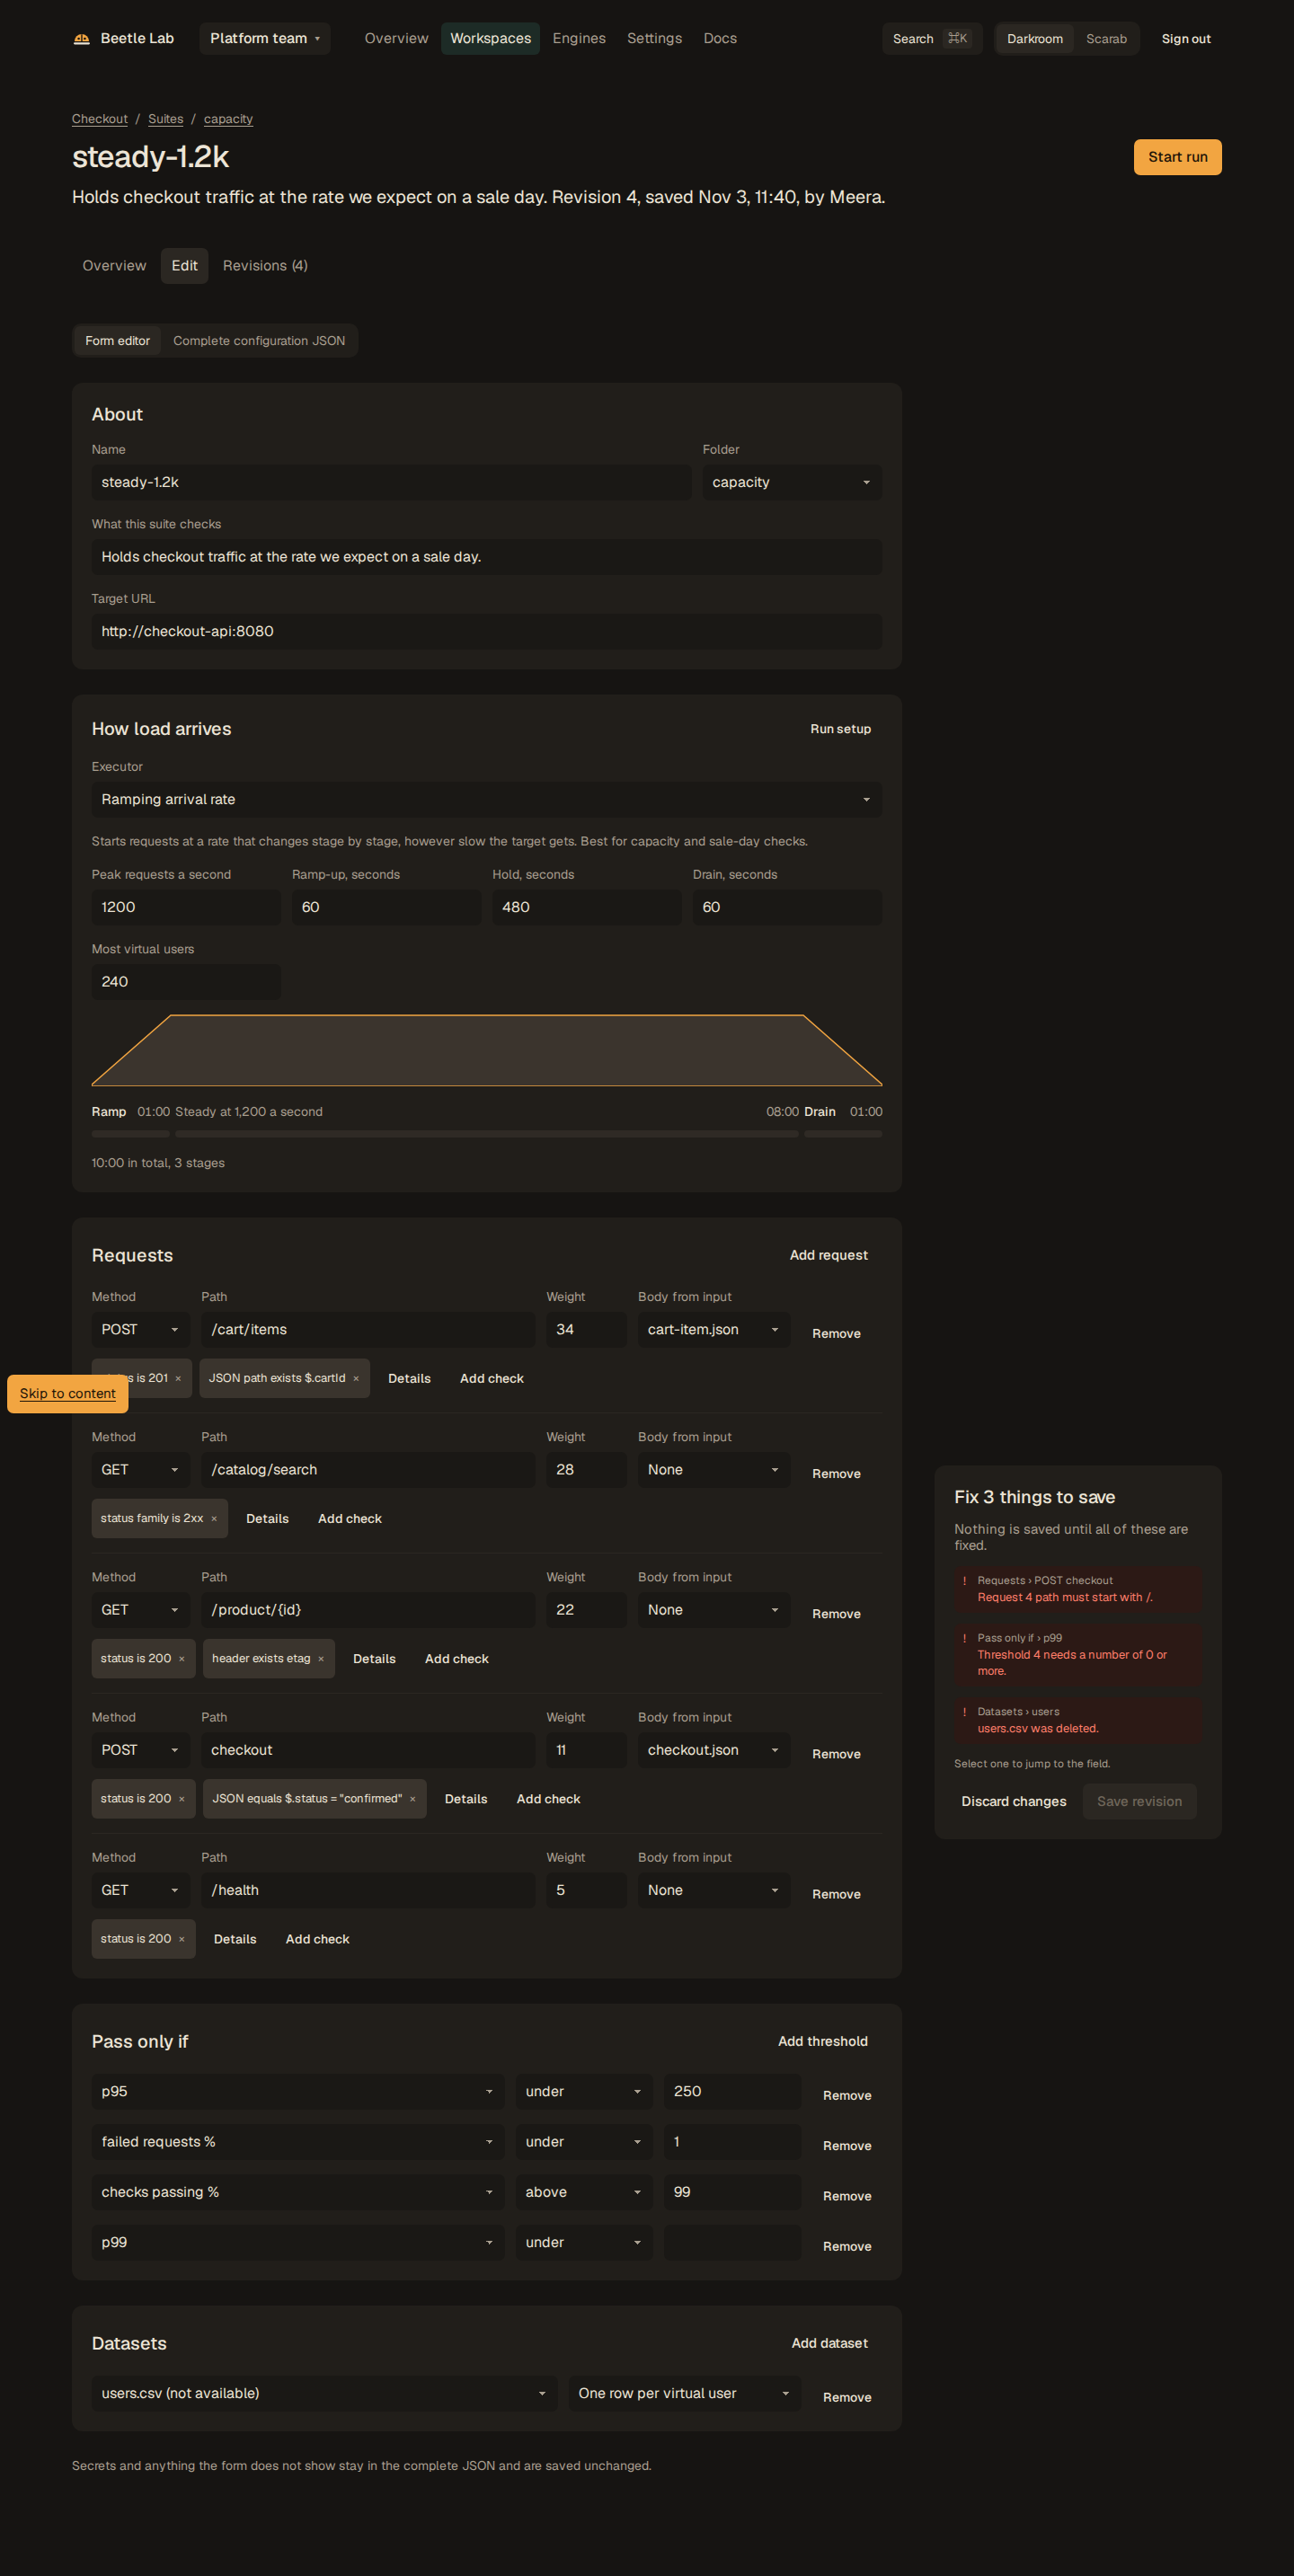 Beetle Lab
Platform team
Overview
Workspaces
Engines
Settings
Docs
Search ⌘K
Darkroom
Scarab
Sign out
Checkout / Suites / capacity
steady-1.2k
Start run
Holds checkout traffic at the rate we expect on a sale day. Revision 4, saved Nov 3, 11:40, by Meera.
Overview
Edit
Revisions (4)
Form editor
Complete configuration JSON
About
Name
Folder
steady-1.2k
capacity
What this suite checks
Holds checkout traffic at the rate we expect on a sale day.
Target URL
http://checkout-api:8080
How load arrives
Run setup
Executor
Ramping arrival rate
Starts requests at a rate that changes stage by stage, however slow the target gets. Best for capacity and sale-day checks.
Peak requests a second
Ramp-up, seconds
Hold, seconds
Drain, seconds
1200
60
480
60
Most virtual users
240
Ramp 01:00 Steady at 1,200 a second 08:00 Drain 01:00
10:00 in total, 3 stages
Requests
Add request
Method
Path
Weight
Body from input
POST
/cart/items
34
cart-item.json
Remove
is 201 ×
JSON path exists $.cartId ×
Details
Add check
Skip to content
Method
Path
Weight
Body from input
GET
/catalog/search
28
None
Remove
status family is 2xx ×
Details
Add check
Method
Path
Weight
Body from input
GET
/product/{id}
22
None
Remove
status is 200 ×
header exists etag ×
Details
Add check
Method
Path
Weight
Body from input
POST
checkout
11
checkout.json
Remove
status is 200 ×
JSON equals $.status = "confirmed" ×
Details
Add check
Method
Path
Weight
Body from input
GET
/health
5
None
Remove
status is 200 ×
Details
Add check
Fix 3 things to save
Nothing is saved until all of these are
fixed.
! Requests › POST checkout
Request 4 path must start with /.
! Pass only if › p99
Threshold 4 needs a number of 0 or
more.
! Datasets › users
users.csv was deleted.
Select one to jump to the field.
Discard changes
Save revision
Pass only if
Add threshold
p95
under
250
Remove
failed requests %
under
1
Remove
checks passing %
above
99
Remove
p99
under
Remove
Datasets
Add dataset
users.csv (not available)
One row per virtual user
Remove
Secrets and anything the form does not show stay in the complete JSON and are saved unchanged.